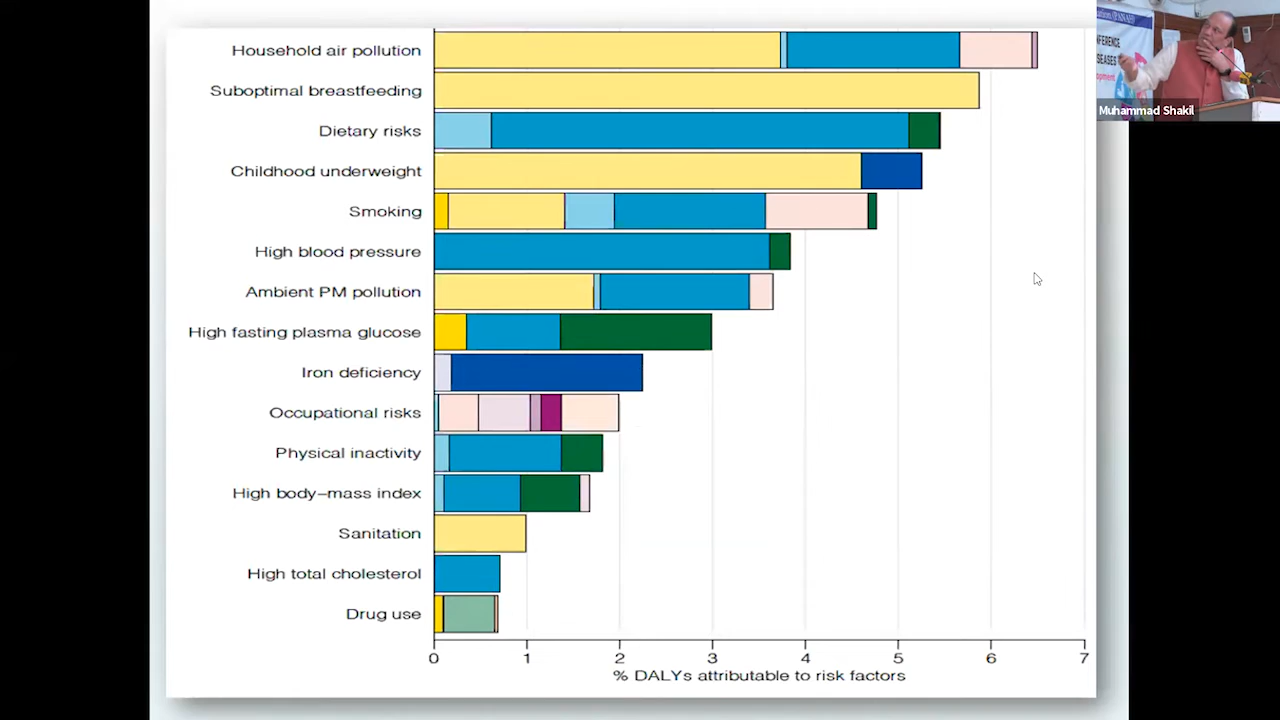 Household air pollution
Suboptimal breastfeeding
Dietary risks
Childhood underweight
Smoking
High blood pressure
Ambient PM pollution
High fasting plasma glucose
Iron deficiency
Occupational risks
Physical inactivity
High body–mass index
Sanitation
High total cholesterol
Drug use
0 1 2 3 4 5 6 7
% DALYs attributable to risk factors
Muhammad Shakil